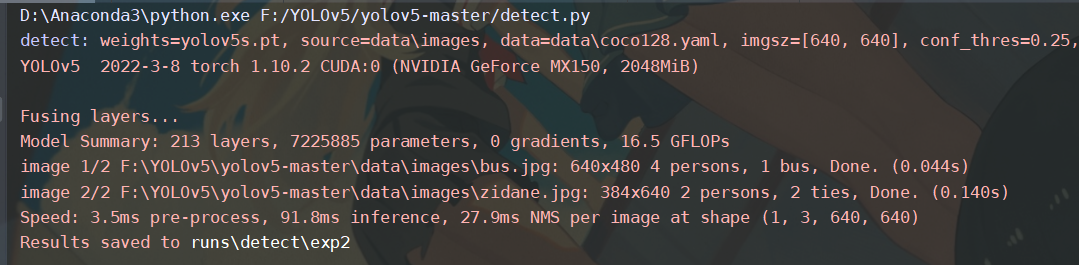 D:\Anaconda3\python.exe F:/YOLOv5/yolov5-master/detect.py
detect: weights=yolov5s.pt, source=data\images, data=data\coco128.yaml, imgsz=[640, 640], conf_thres=0.25,
YOLOv5  2022-3-8 torch 1.10.2 CUDA:0 (NVIDIA GeForce MX150, 2048MiB)
Fusing layers...
Model Summary: 213 layers, 7225885 parameters, 0 gradients, 16.5 GFLOPs
image 1/2 F:\YOLOv5\yolov5-master\data\images\bus.jpg: 640x480 4 persons, 1 bus, Done. (0.044s)
image 2/2 F:\YOLOv5\yolov5-master\data\images\zidane.jpg: 384x640 2 persons, 2 ties, Done. (0.140s)
Speed: 3.5ms pre-process, 91.8ms inference, 27.9ms NMS per image at shape (1, 3, 640, 640)
Results saved to runs\detect\exp2